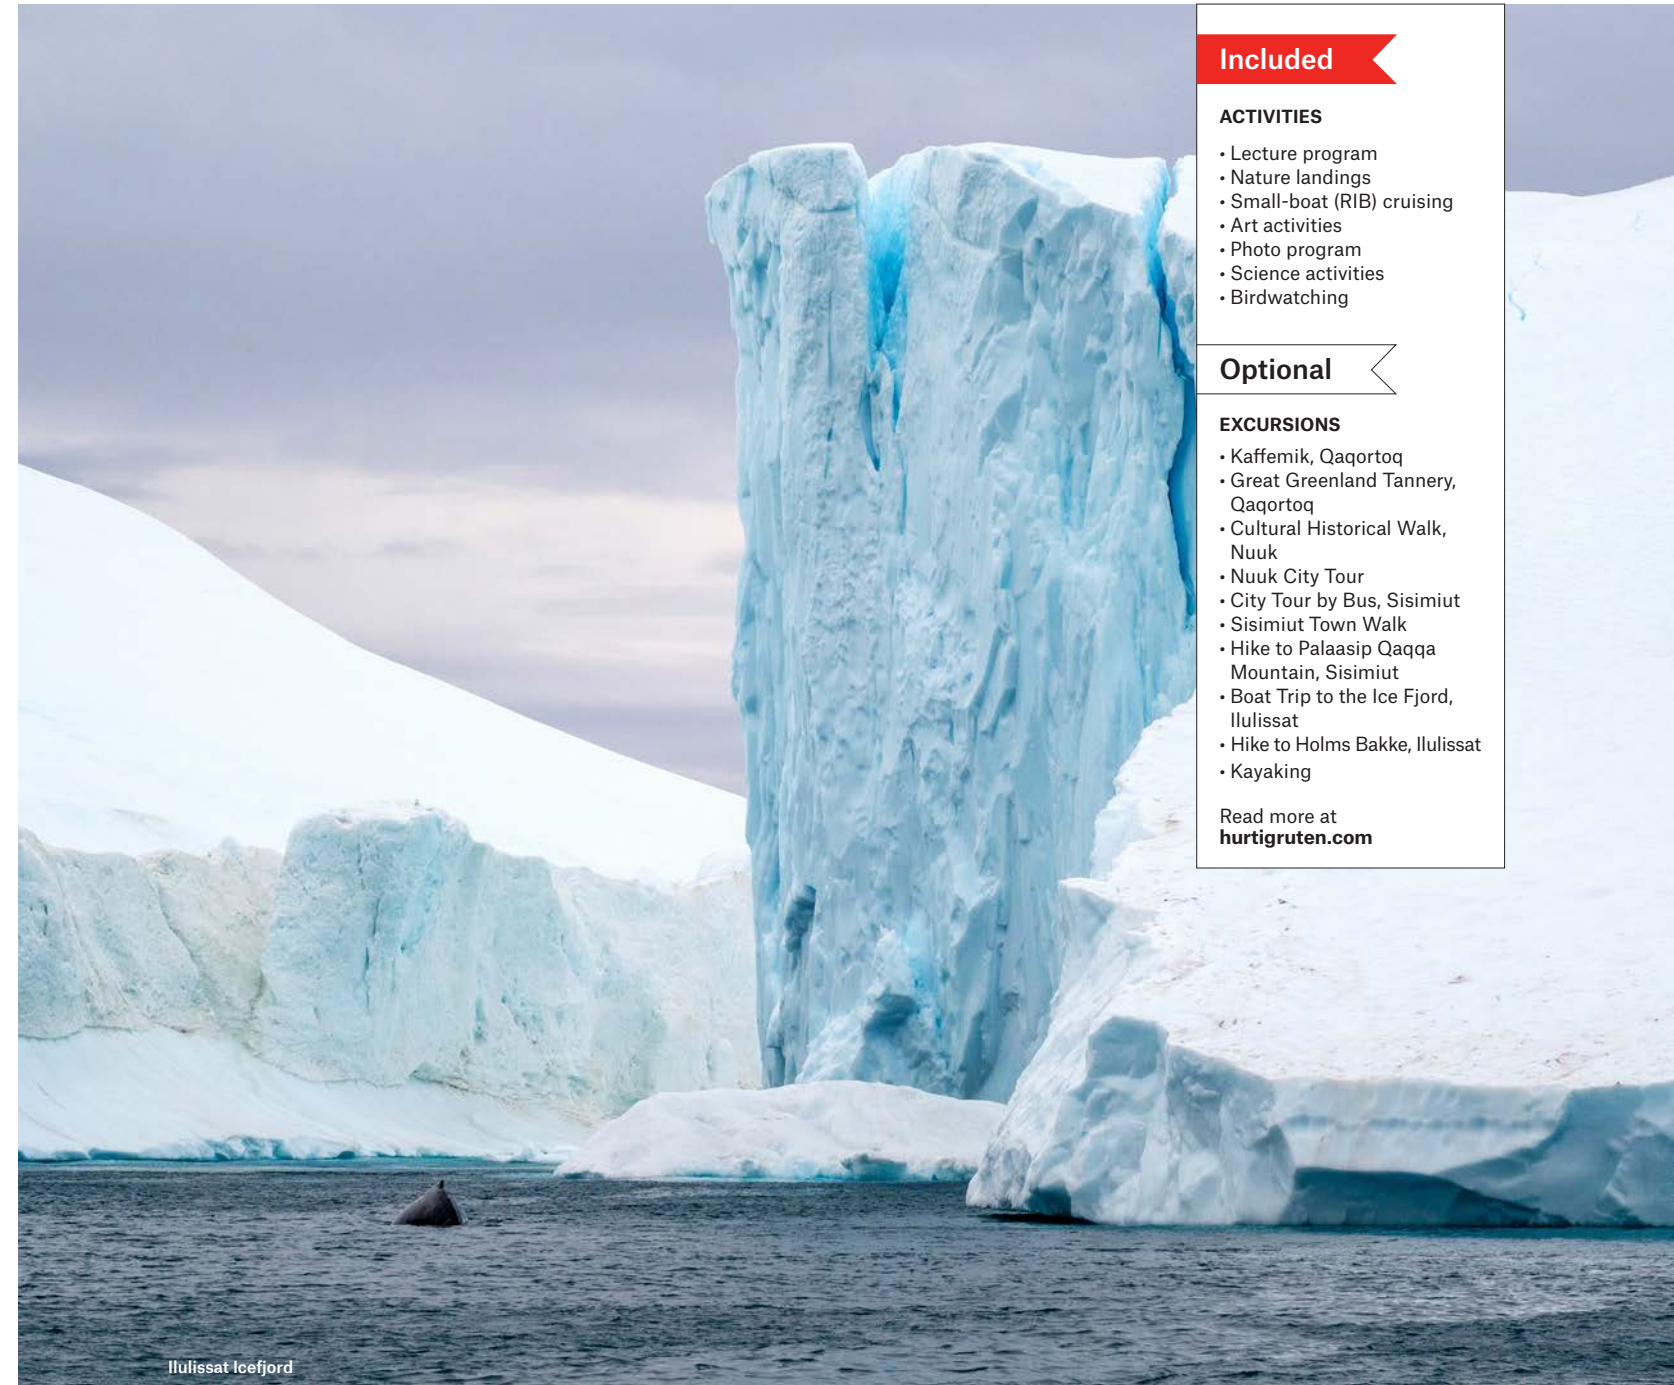 Included
ACTIVITIES
• Lecture program
• Nature landings
• Small-boat (RIB) cruising
• Art activities
• Photo program
• Science activities
• Birdwatching
Optional
EXCURSIONS
• Kaffemik, Qaqortoq
• Great Greenland Tannery,
Qaqortoq
• Cultural Historical Walk,
Nuuk
• Nuuk City Tour
• City Tour by Bus, Sisimiut
• Sisimiut Town Walk
• Hike to Palaasip Qaqqa
Mountain, Sisimiut
• Boat Trip to the Ice Fjord,
Ilulissat
• Hike to Holms Bakke, Ilulissat
• Kayaking
Read more at
hurtigruten.com
Ilulissat Icefjord